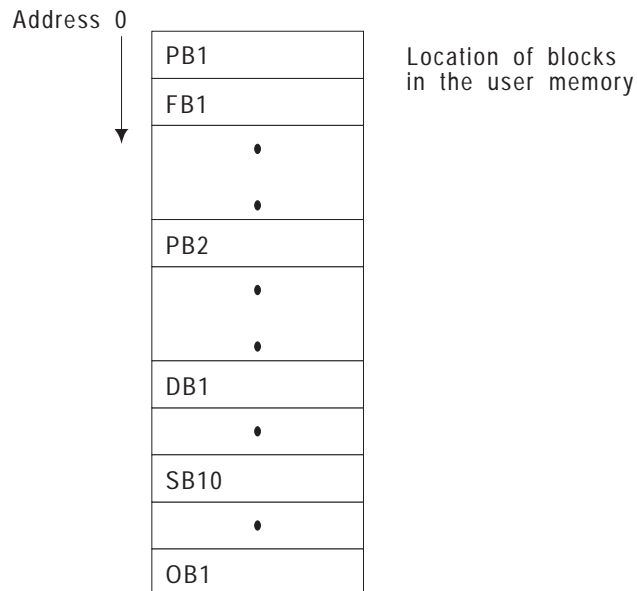 Address 0
PB1
Location of blocks
in the user memory
FB1
PB2
DB1
SB10
OB1